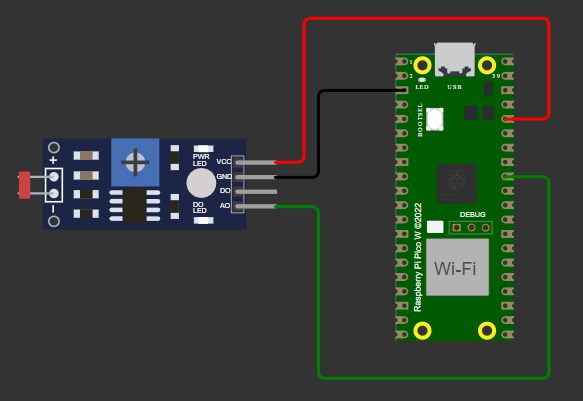 1
2
39
LED
USB
BOOTSEL
+
PWR
LED
VCC
GND
DO
AO
DO
LED
DEBUG
Raspberry Pi Pico W ©2022
Wi-Fi